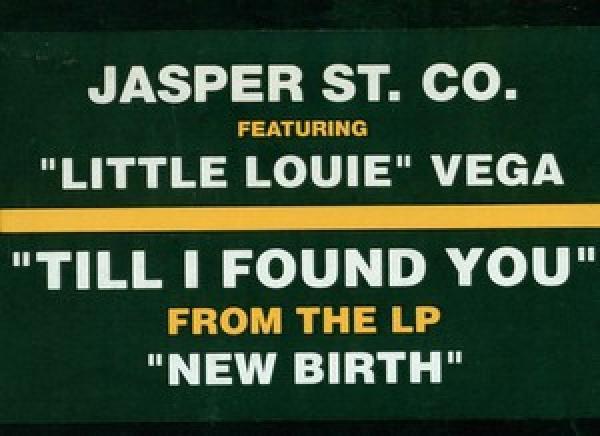 JASPER ST. CO.
FEATURING
"LITTLE LOUIE" VEGA
"TILL I FOUND YOU"
FROM THE LP
"NEW BIRTH"